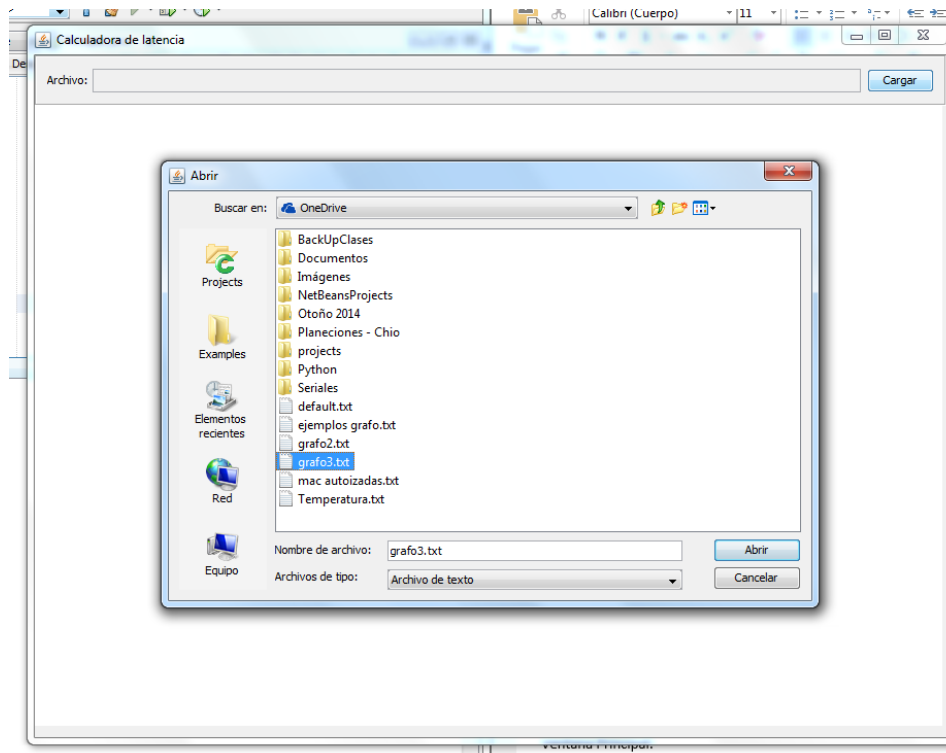 Calibri (Cuerpo) 11
Calculadora de latencia
De
Archivo: Cargar
Abrir
Buscar en: OneDrive
Projects
Examples
Elementos
recientes
Red
Equipo
BackUpClases
Documentos
Imágenes
NetBeansProjects
Otoño 2014
Planeciones - Chio
projects
Python
Seriales
default.txt
ejemplos grafo.txt
grafo2.txt
grafo3.txt
mac autoizadas.txt
Temperatura.txt
Nombre de archivo: grafo3.txt Abrir
Archivos de tipo: Archivo de texto Cancelar